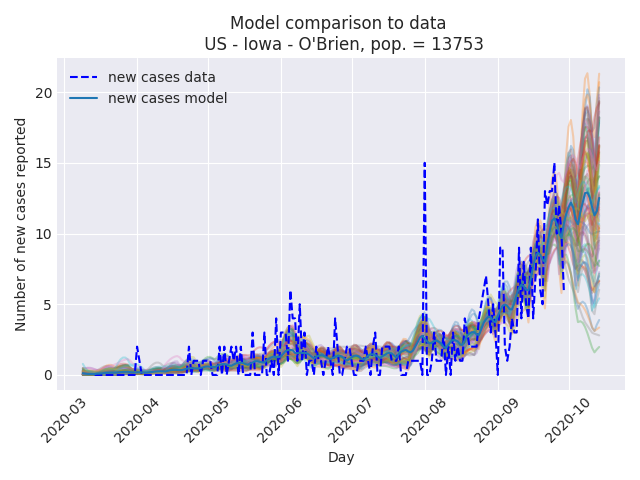 Model comparison to data
US - Iowa - O'Brien, pop. = 13753
new cases data
new cases model
Number of new cases reported
20
15
10
5
0
2020-03
2020-04
2020-05
2020-06
2020-07
2020-08
2020-09
2020-10
Day